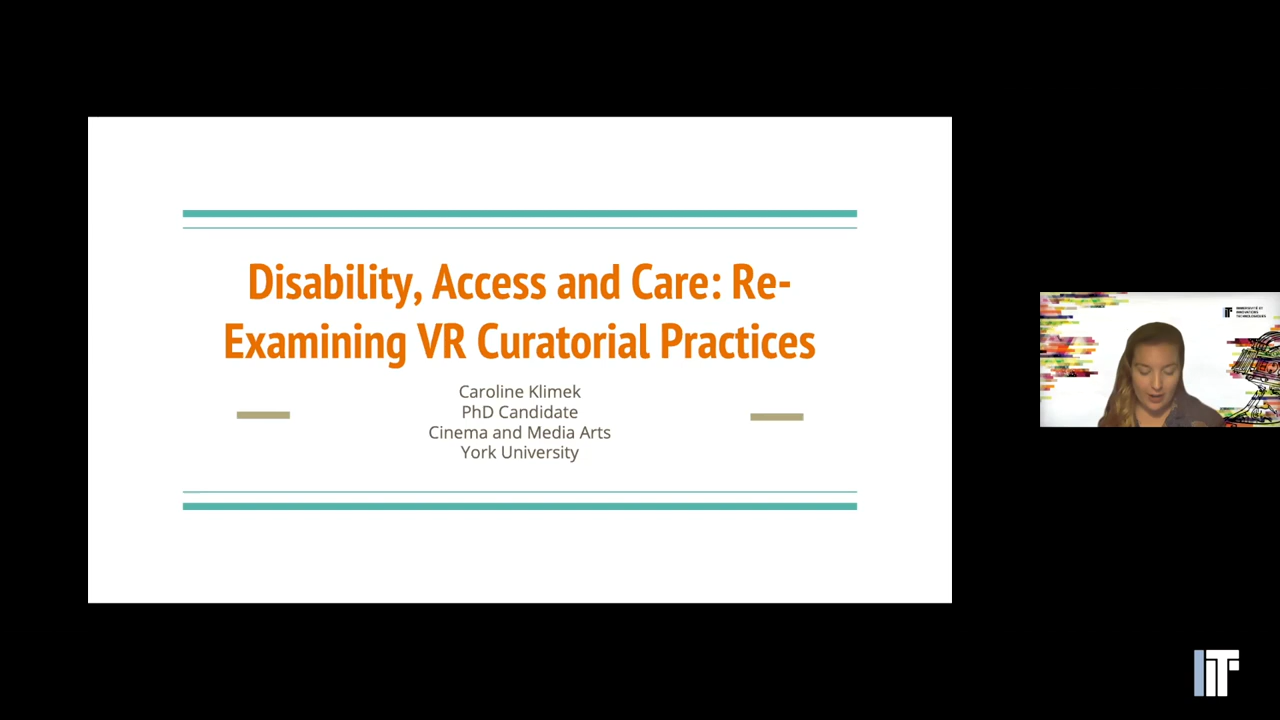 Disability, Access and Care: Re-
Examining VR Curatorial Practices
Caroline Klimek
PhD Candidate
Cinema and Media Arts
York University
IIT